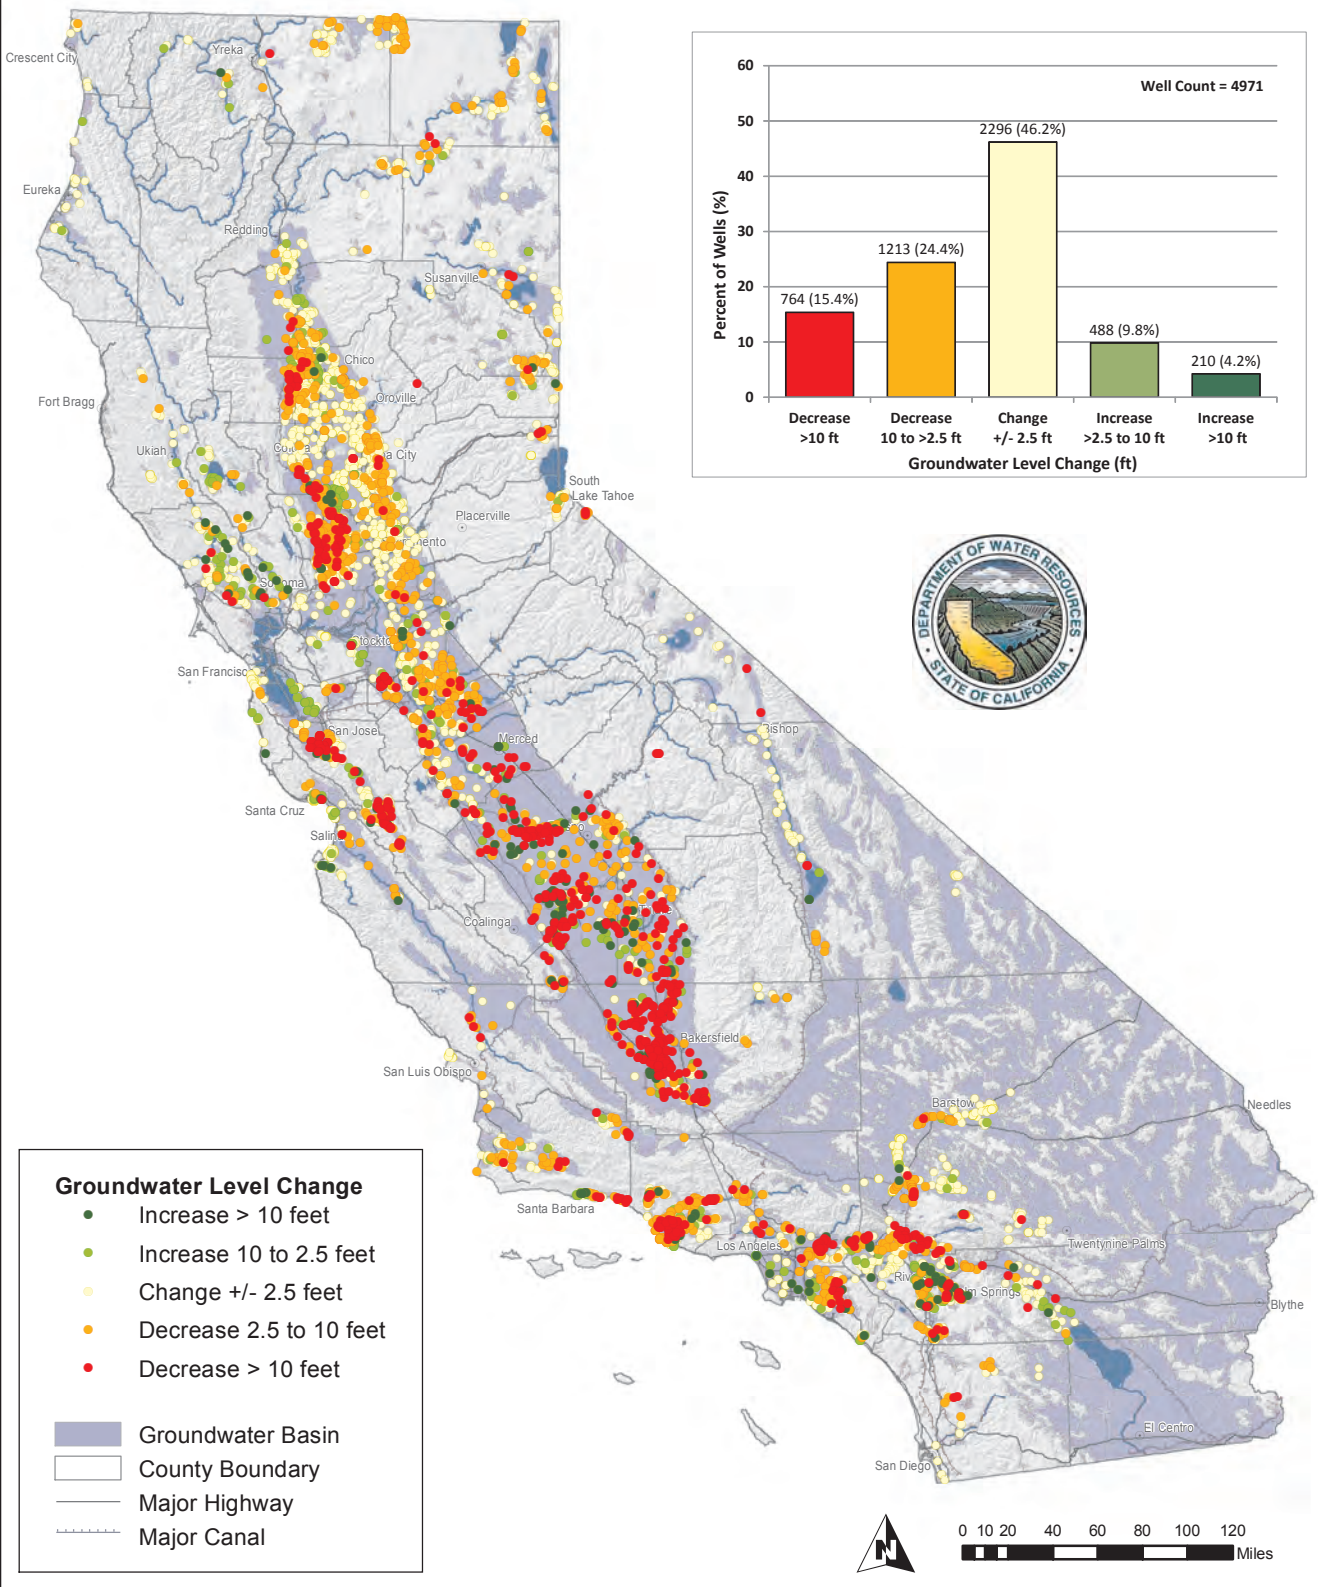 Crescent City
Yreka
Eureka
Redding
Susanville
Chico
Fort Bragg
Oroville
Ukiah
a City
South
Lake Tahoe
Placerville
Stockto
San Francisc
San Jose
Merced
Bishop
Santa Cruz
Salin
Coalinga
Bakersfield
San Luis Obispo
Barstow
Needles
Santa Barbara
Los Angeles
Twentynine Palms
Riv
m Springs
Blythe
El Centro
San Diego
60
50
40
30
20
10
0
Percent of Wells (%)
Well Count = 4971
764 (15.4%)
1213 (24.4%)
2296 (46.2%)
488 (9.8%)
210 (4.2%)
Decrease
>10 ft
Decrease
10 to >2.5 ft
Change
+/- 2.5 ft
Increase
>2.5 to 10 ft
Increase
>10 ft
Groundwater Level Change (ft)
DEPARTMENT OF WATER RESOURCES
STATE OF CALIFORNIA
Groundwater Level Change
Increase > 10 feet
Increase 10 to 2.5 feet
Change +/- 2.5 feet
Decrease 2.5 to 10 feet
Decrease > 10 feet
Groundwater Basin
County Boundary
Major Highway
Major Canal
N
0 10 20 40 60 80 100 120
Miles